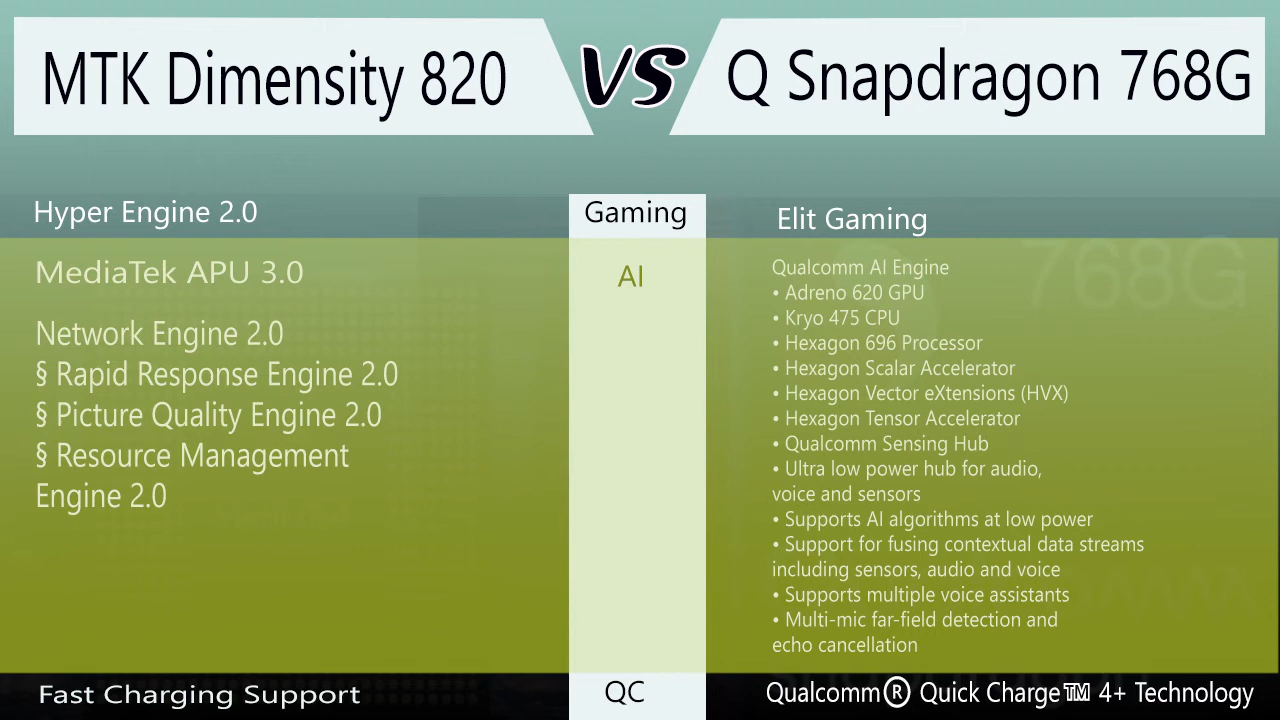 MTK Dimensity 820
VS
Q Snapdragon 768G
Hyper Engine 2.0
Gaming
Elit Gaming
MediaTek APU 3.0
Network Engine 2.0
§ Rapid Response Engine 2.0
§ Picture Quality Engine 2.0
§ Resource Management
Engine 2.0
AI
Qualcomm AI Engine
• Adreno 620 GPU
• Kryo 475 CPU
• Hexagon 696 Processor
• Hexagon Scalar Accelerator
• Hexagon Vector eXtensions (HVX)
• Hexagon Tensor Accelerator
• Qualcomm Sensing Hub
• Ultra low power hub for audio,
voice and sensors
• Supports AI algorithms at low power
• Support for fusing contextual data streams
including sensors, audio and voice
• Supports multiple voice assistants
• Multi-mic far-field detection and
echo cancellation
768G
Fast Charging Support
QC
Qualcomm® Quick Charge™ 4+ Technology